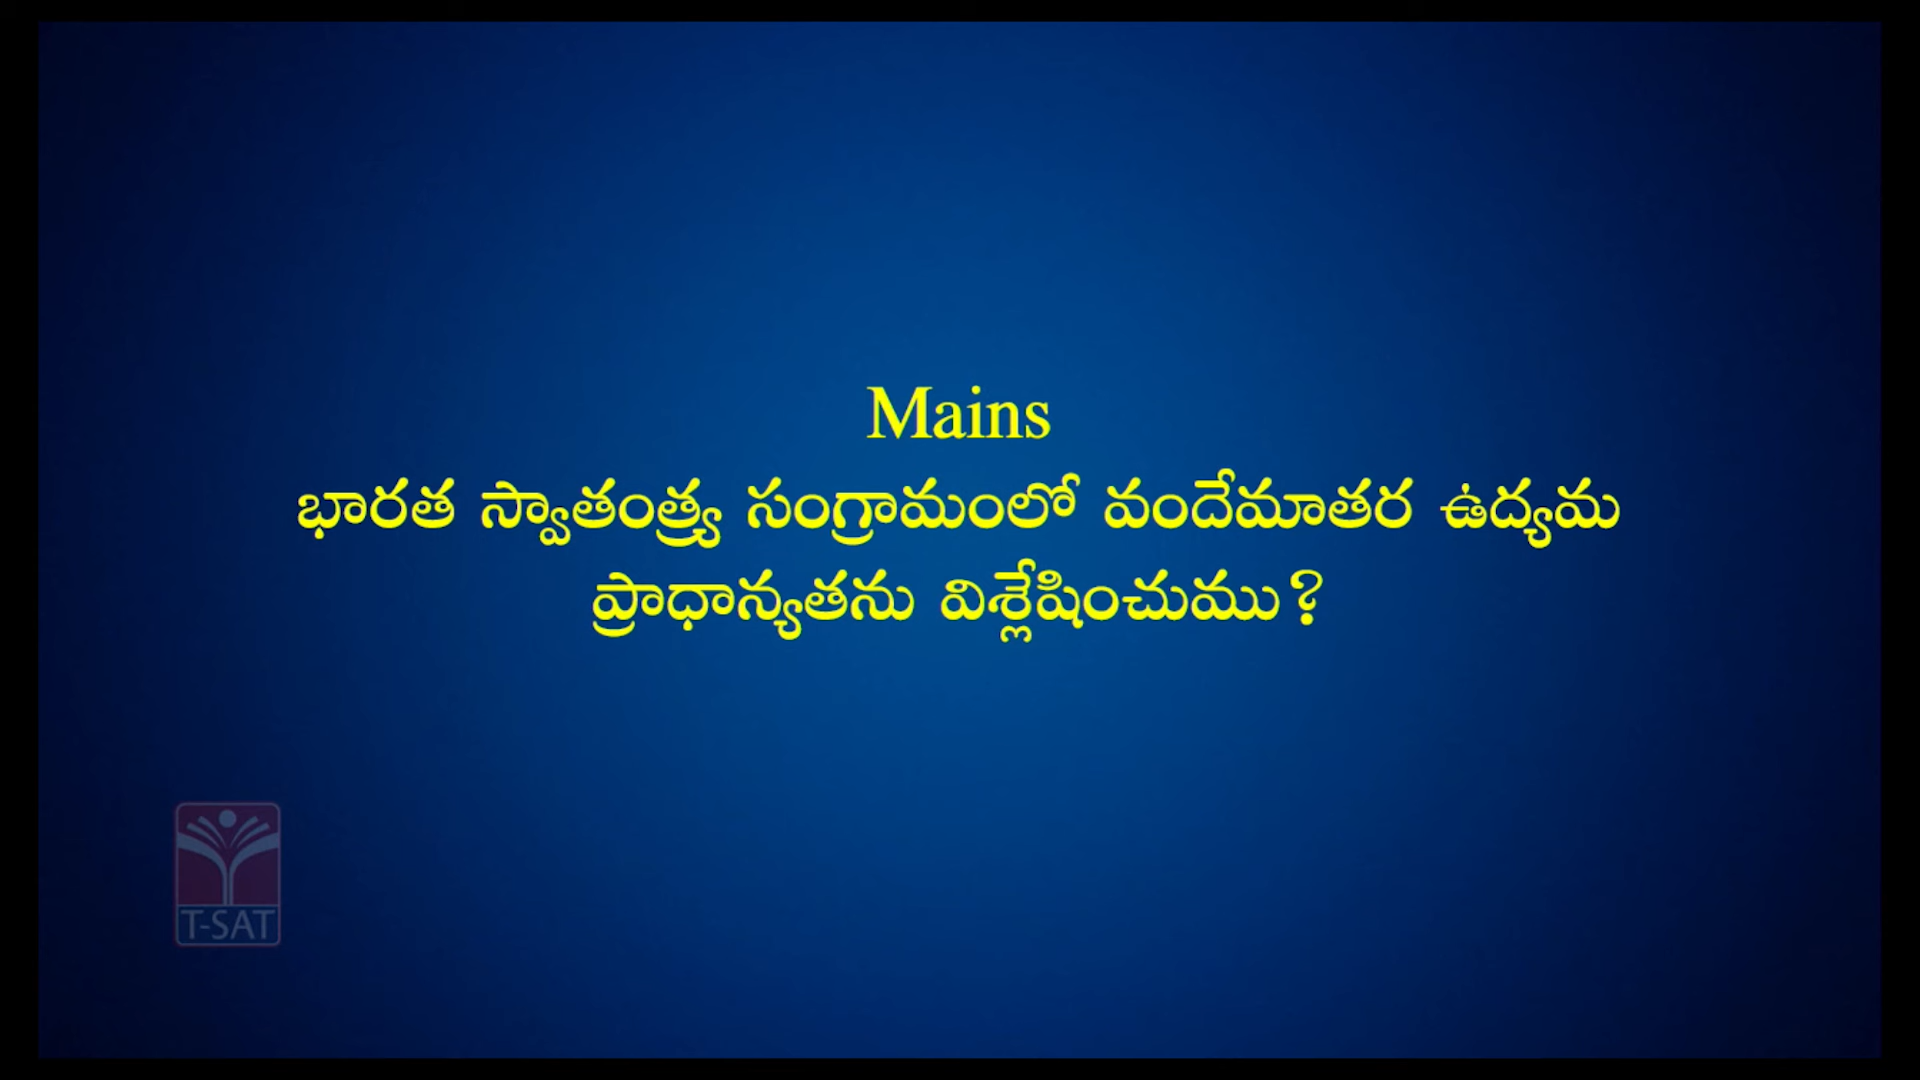 Mains
భారత స్వాతంత్ర్య సంగ్రామంలో వందేమాతర ఉద్యమ
ప్రాధాన్యతను విశ్లేషించుము?
T-SAT